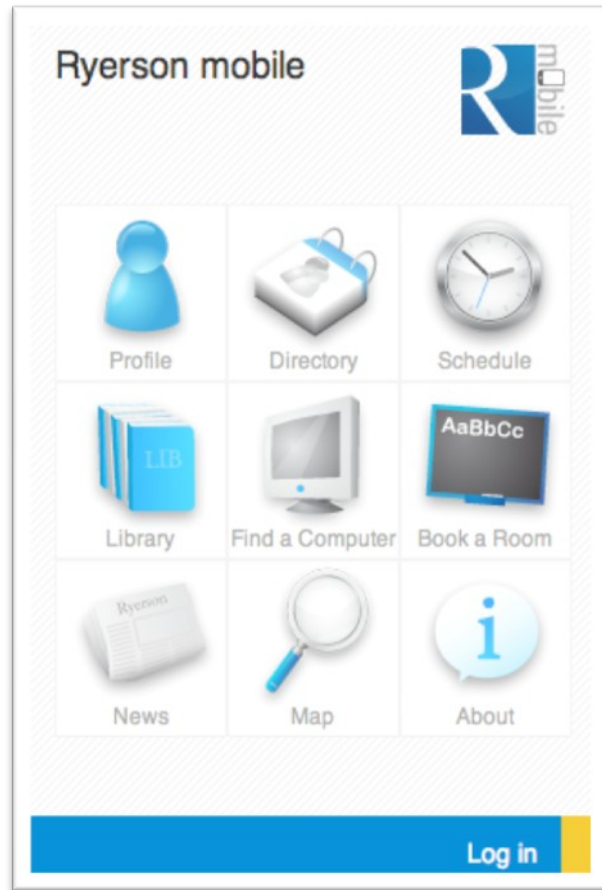 Ryerson mobile
R mobile
Profile
Directory
Schedule
LIB
AaBbCc
Library
Find a Computer
Book a Room
Ryerson
i
News
Map
About
Log in